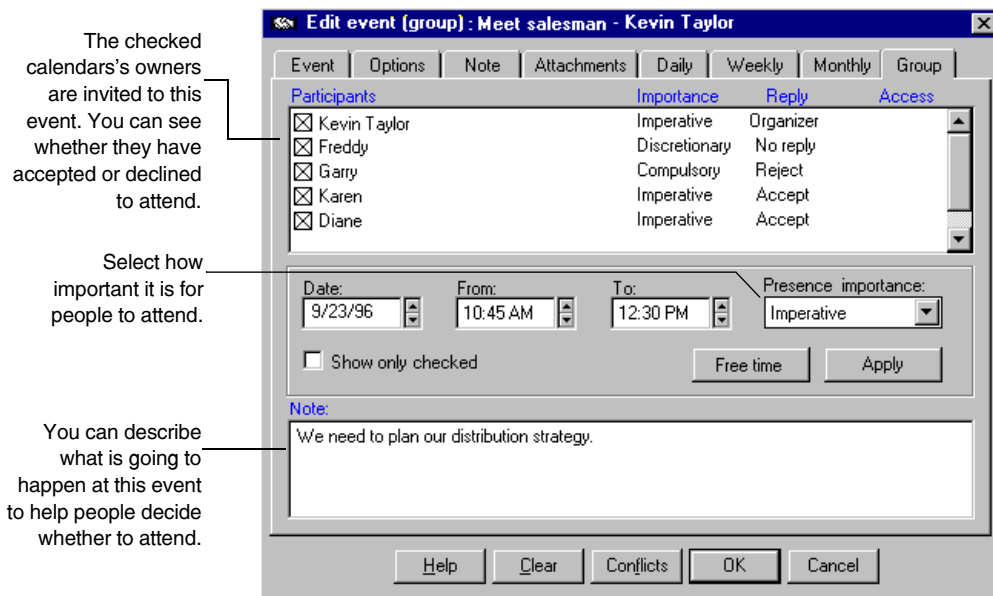 Edit event (group) : Meet salesman - Kevin Taylor
The checked
calendars's owners
are invited to this
event. You can see
whether they have
accepted or declined
to attend.
Event Options Note Attachments Daily Weekly Monthly Group
Participants Importance Reply Access
Kevin Taylor Imperative Organizer
Freddy Discretionary No reply
Garry Compulsory Reject
Karen Imperative Accept
Diane Imperative Accept
Select how
important it is for
people to attend.
Date: From: To: Presence importance:
9/23/96 10:45 AM 12:30 PM Imperative
Show only checked Free time Apply
Note:
We need to plan our distribution strategy.
You can describe
what is going to
happen at this event
to help people decide
whether to attend.
Help Clear Conflicts OK Cancel